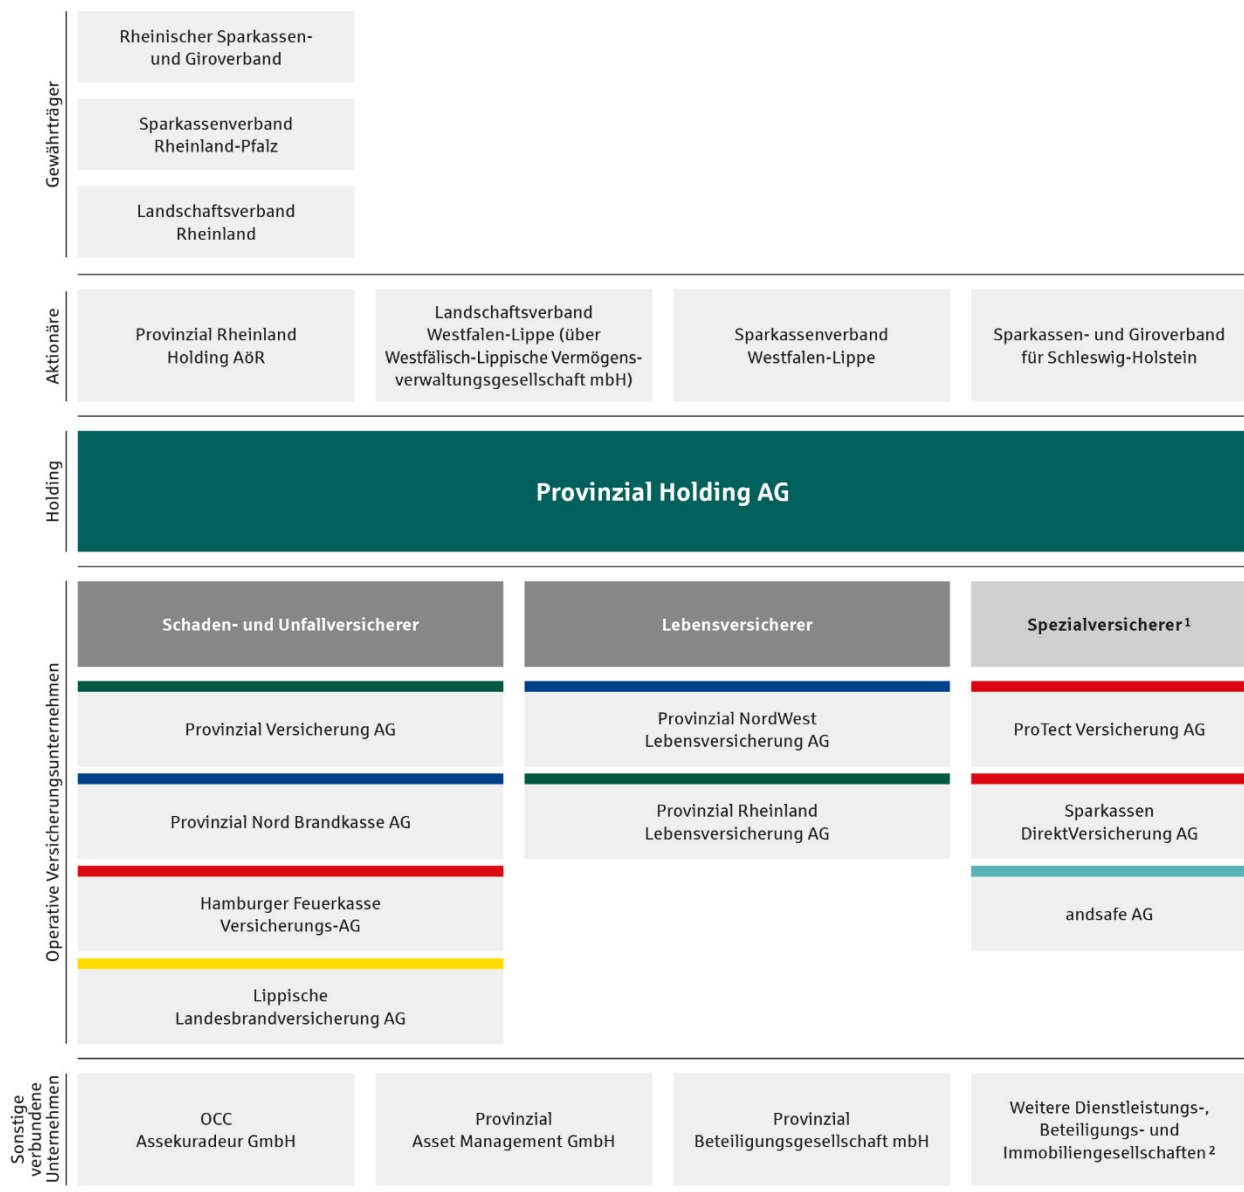 Gewährträger
Rheinischer Sparkassen-
und Giroverband
Sparkassenverband
Rheinland-Pfalz
Landschaftsverband
Rheinland
Aktionäre
Provinzial Rheinland
Holding AöR
Landschaftsverband
Westfalen-Lippe (über
Westfälisch-Lippische Vermögens-
verwaltungsgesellschaft mbH)
Sparkassenverband
Westfalen-Lippe
Sparkassen- und Giroverband
für Schleswig-Holstein
Holding
Provinzial Holding AG
Operative Versicherungsunternehmen
Schaden- und Unfallversicherer
Provinzial Versicherung AG
Provinzial Nord Brandkasse AG
Hamburger Feuerkasse
Versicherungs-AG
Lippische
Landesbrandversicherung AG
Lebensversicherer
Provinzial NordWest
Lebensversicherung AG
Provinzial Rheinland
Lebensversicherung AG
Spezialversicherer¹
ProTect Versicherung AG
Sparkassen
DirektVersicherung AG
andsafe AG
Sonstige
verbundene
Unternehmen
OCC
Assekuradeur GmbH
Provinzial
Asset Management GmbH
Provinzial
Beteiligungsgesellschaft mbH
Weitere Dienstleistungs-,
Beteiligungs- und
Immobiliengesellschaften²